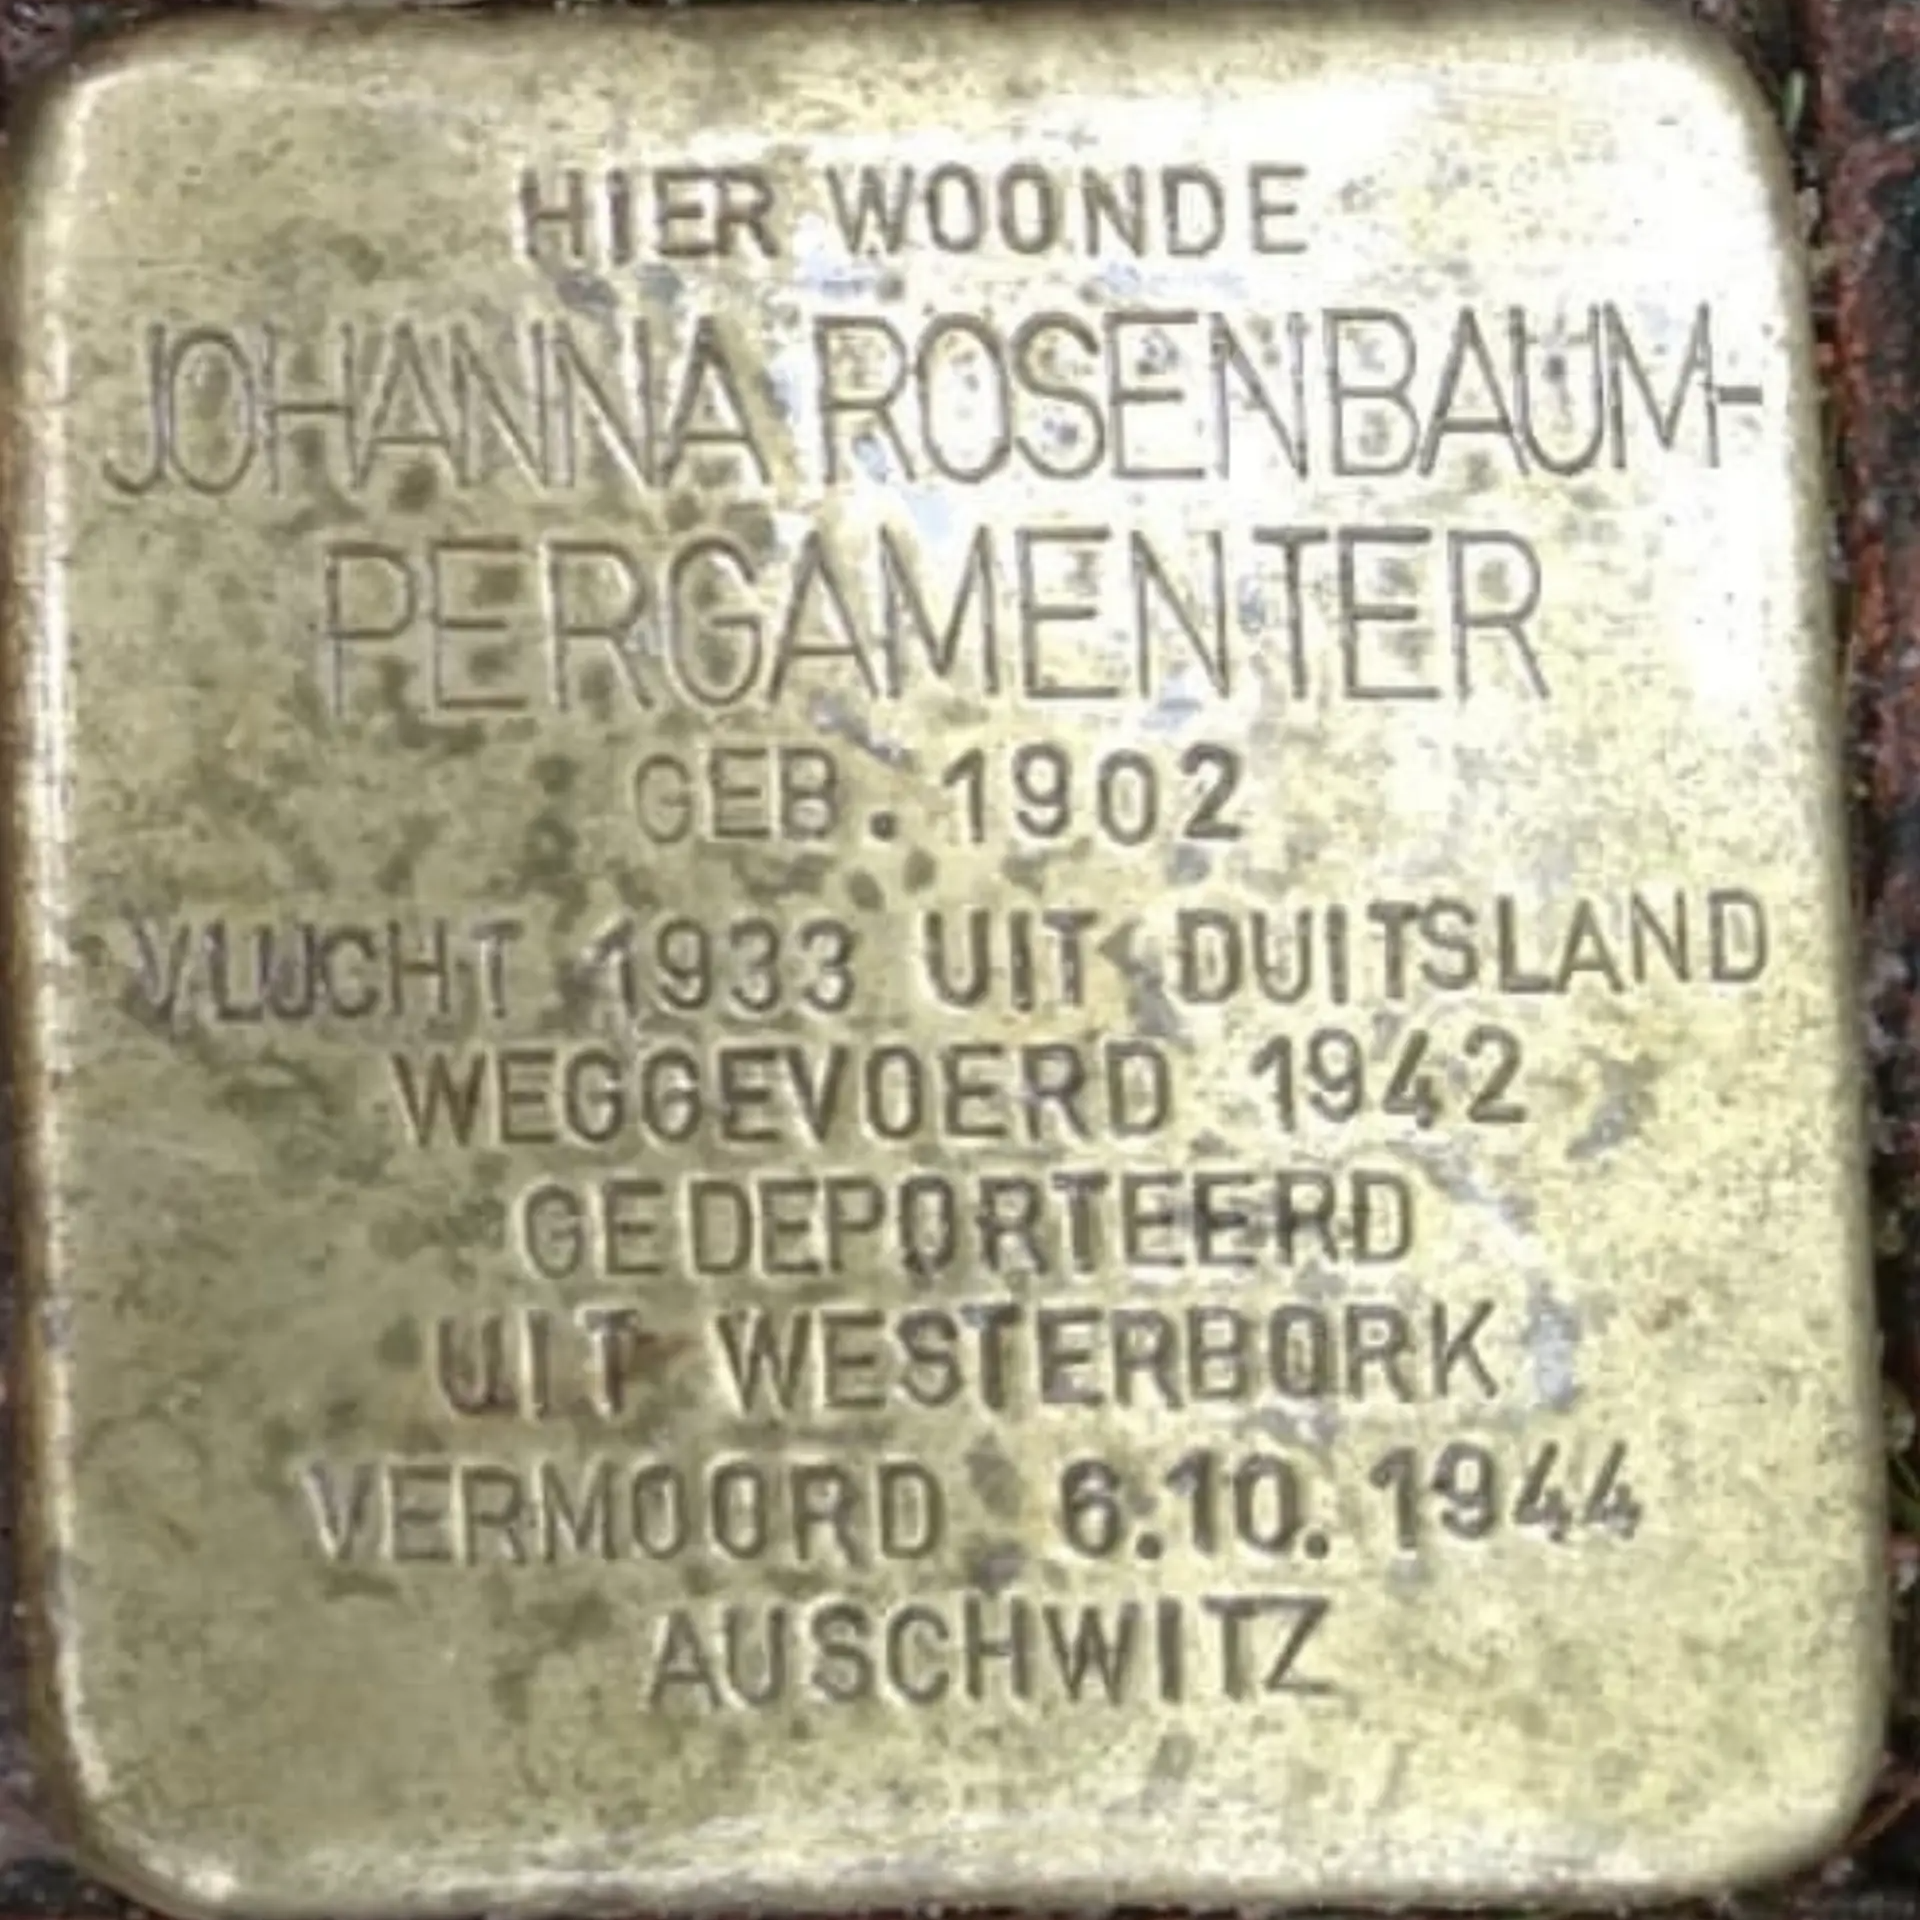 HIER WOONDE
JOHANNA ROSENBAUM-
PERGAMENTER
GEB. 1902
VLUCHT 1933 UIT DUITSLAND
WEGGEVOERD 1942
GEDEPORTEERD
UIT WESTERBORK
VERMOORD 6.10.1944
AUSCHWITZ